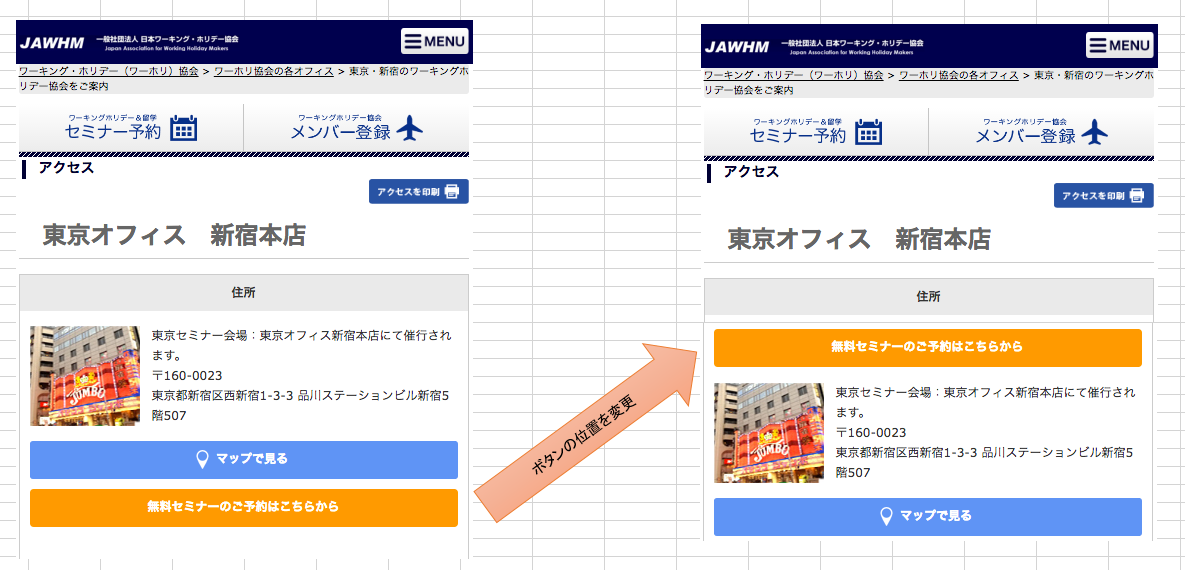 JAWHM
一般社団法人 日本ワーキング・ホリデー協会
Japan Association for Working Holiday Makers
MENU
ワーキング・ホリデー（ワーホリ）協会 > ワーホリ協会の各オフィス > 東京・新宿のワーキングホ
リデー協会をご案内
ワーキングホリデー＆留学
セミナー予約
ワーキングホリデー協会
メンバー登録
アクセス
アクセスを印刷
東京オフィス　新宿本店
住所
JUMBO
東京セミナー会場：東京オフィス新宿本店にて催行され
ます。
〒160-0023
東京都新宿区西新宿1-3-3 品川ステーションビル新宿5
階507
マップで見る
無料セミナーのご予約はこちらから
ボタンの位置を変更
JAWHM
一般社団法人 日本ワーキング・ホリデー協会
Japan Association for Working Holiday Makers
MENU
ワーキング・ホリデー（ワーホリ）協会 > ワーホリ協会の各オフィス > 東京・新宿のワーキングホ
リデー協会をご案内
ワーキングホリデー＆留学
セミナー予約
ワーキングホリデー協会
メンバー登録
アクセス
アクセスを印刷
東京オフィス　新宿本店
住所
無料セミナーのご予約はこちらから
JUMBO
東京セミナー会場：東京オフィス新宿本店にて催行され
ます。
〒160-0023
東京都新宿区西新宿1-3-3 品川ステーションビル新宿5
階507
マップで見る